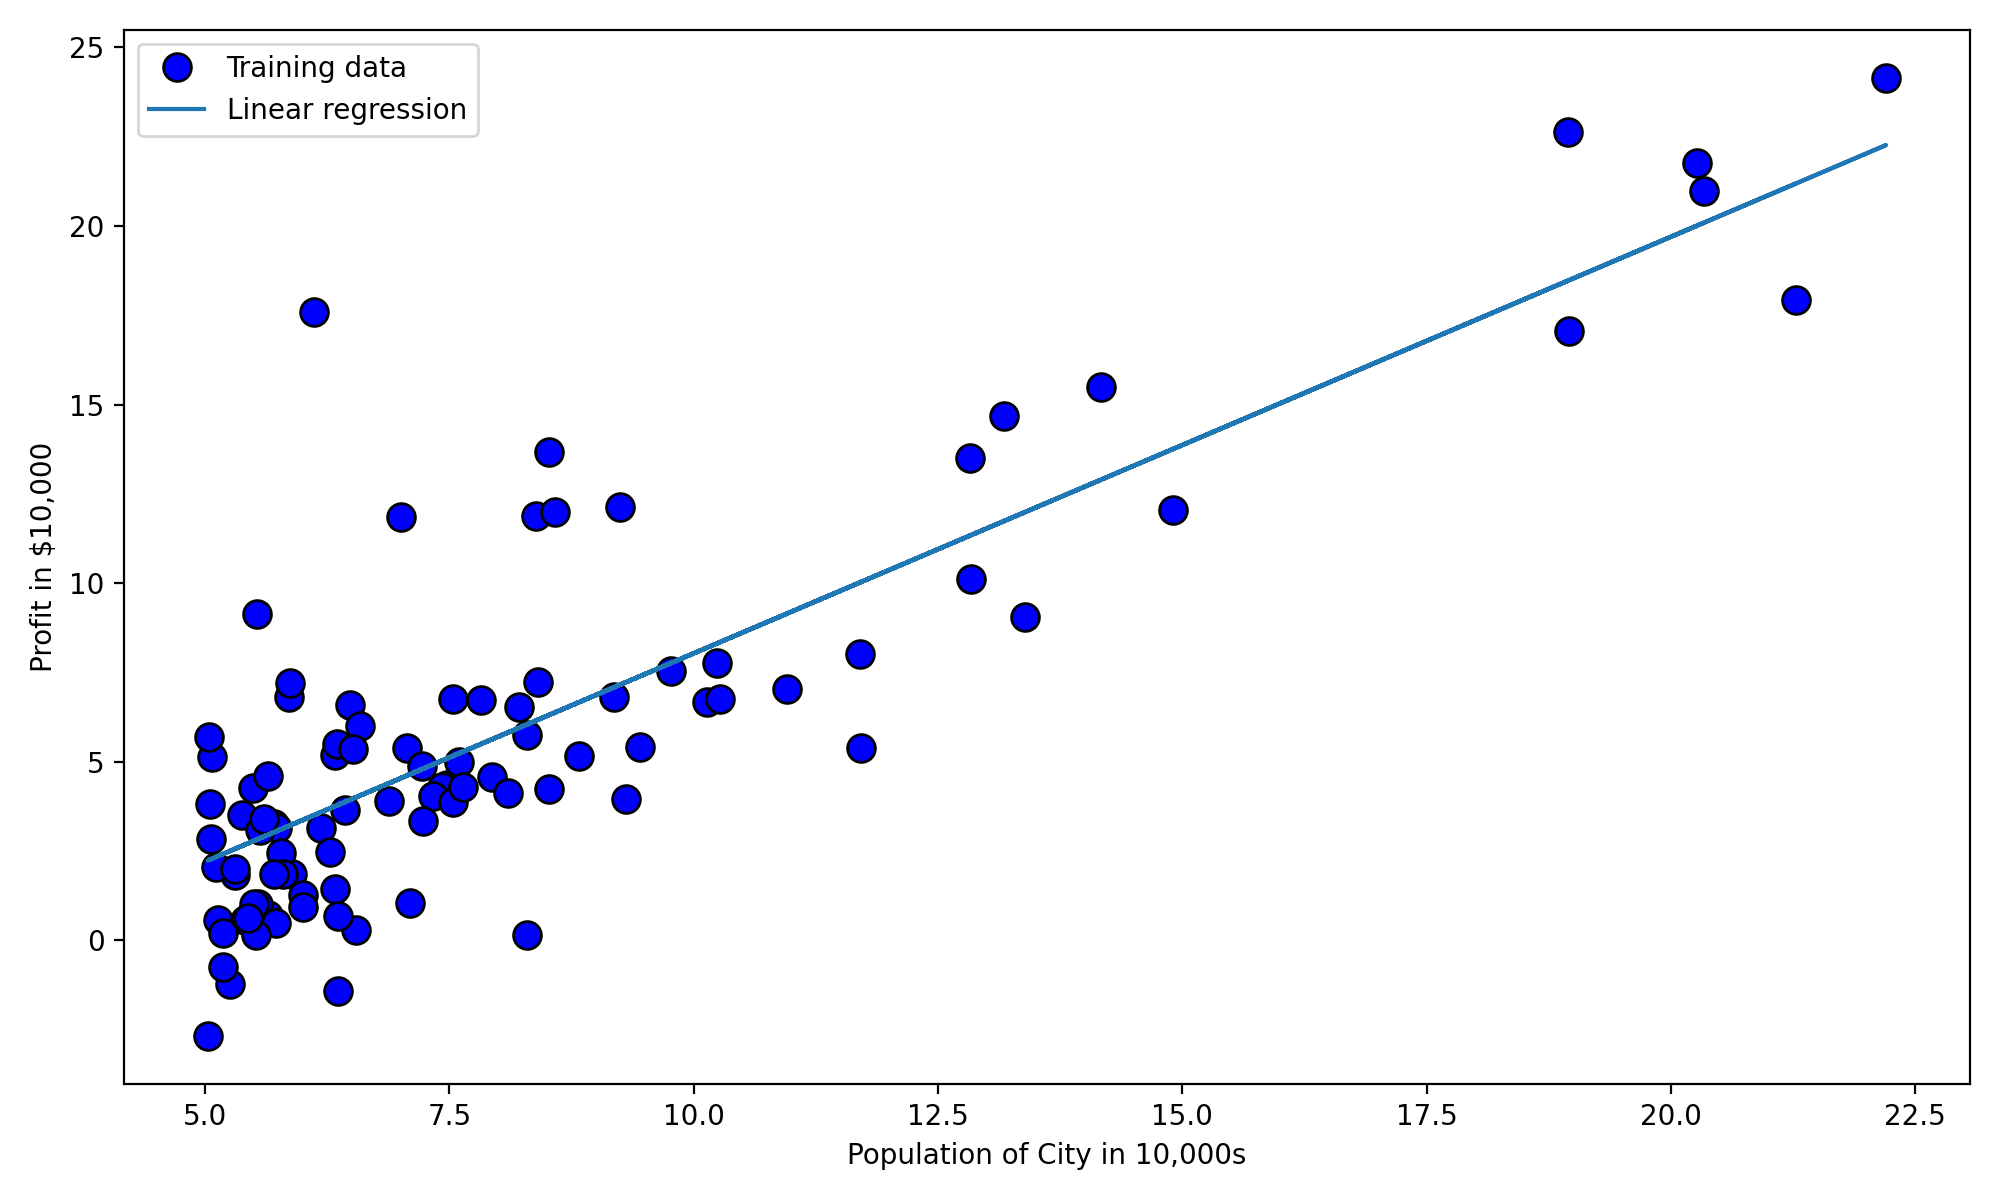 Training data
Linear regression
25
20
15
10
5
0
Profit in $10,000
5.0 7.5 10.0 12.5 15.0 17.5 20.0 22.5
Population of City in 10,000s